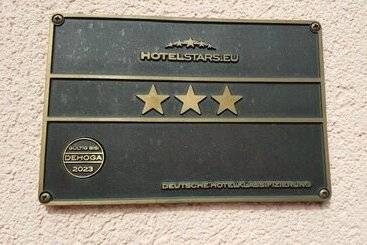 HOTELSTARS.EU
GÜLTIG BIS
DEHOGA
2023
DEUTSCHE HOTELKLASSIFIZIERUNG